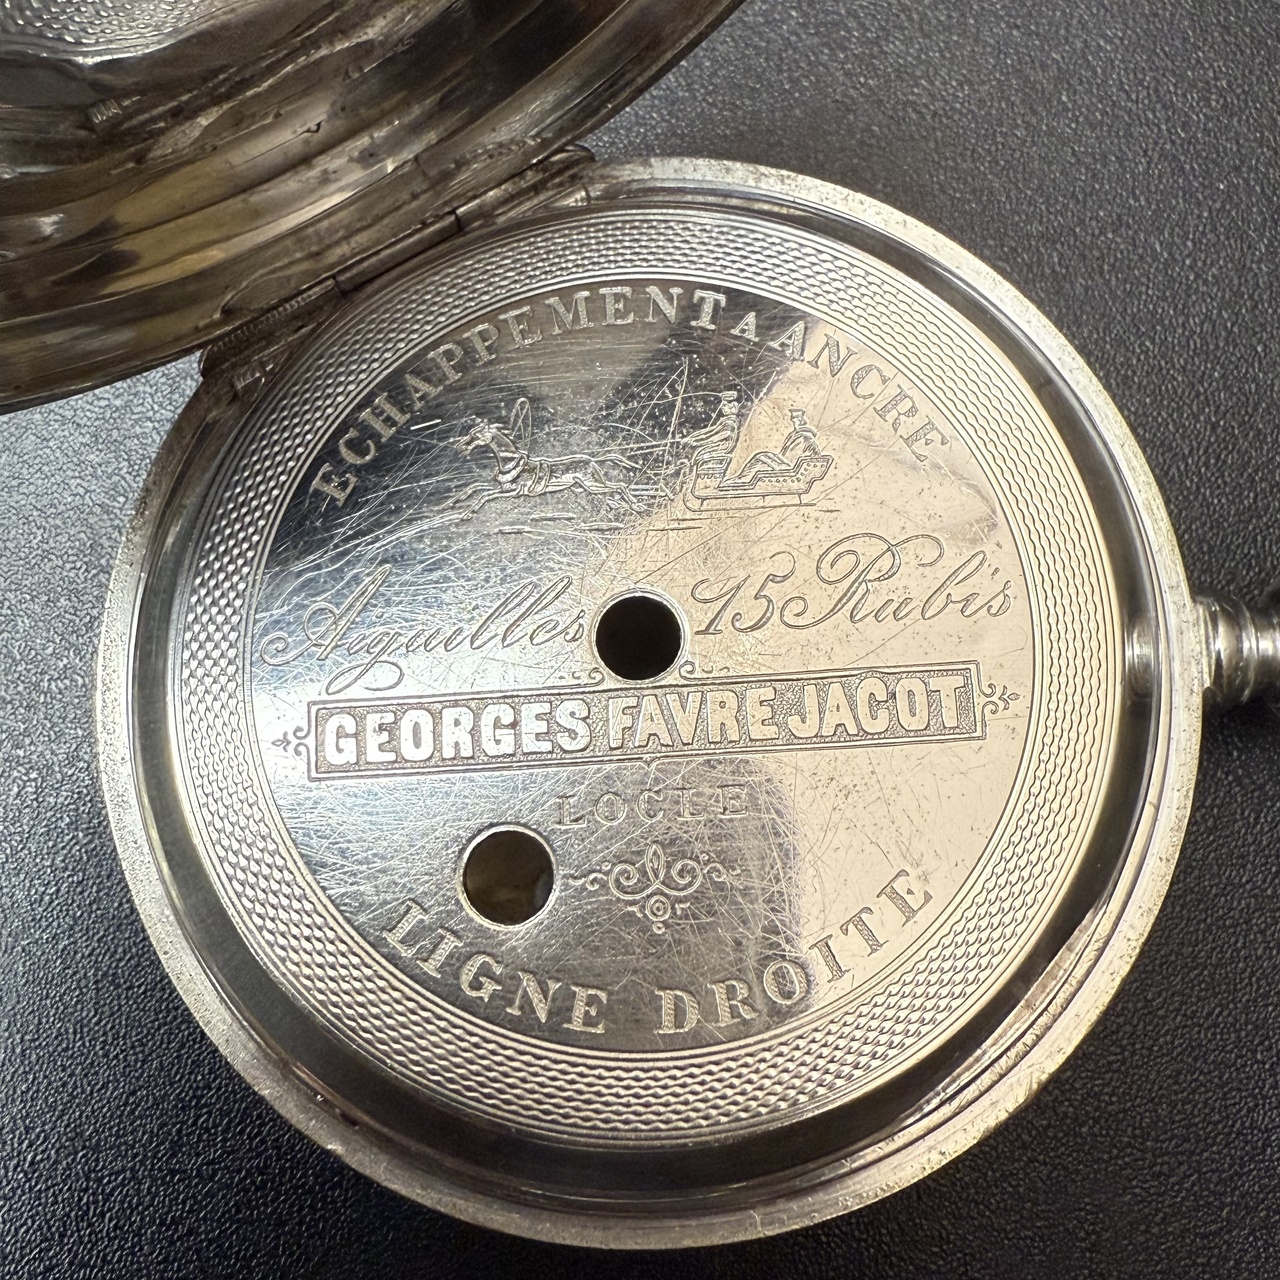 ECHAPPEMENT A ANCRE
Aiguilles 15 Rubis
GEORGES FAVRE JACOT
LOCLE
LIGNE DROITE